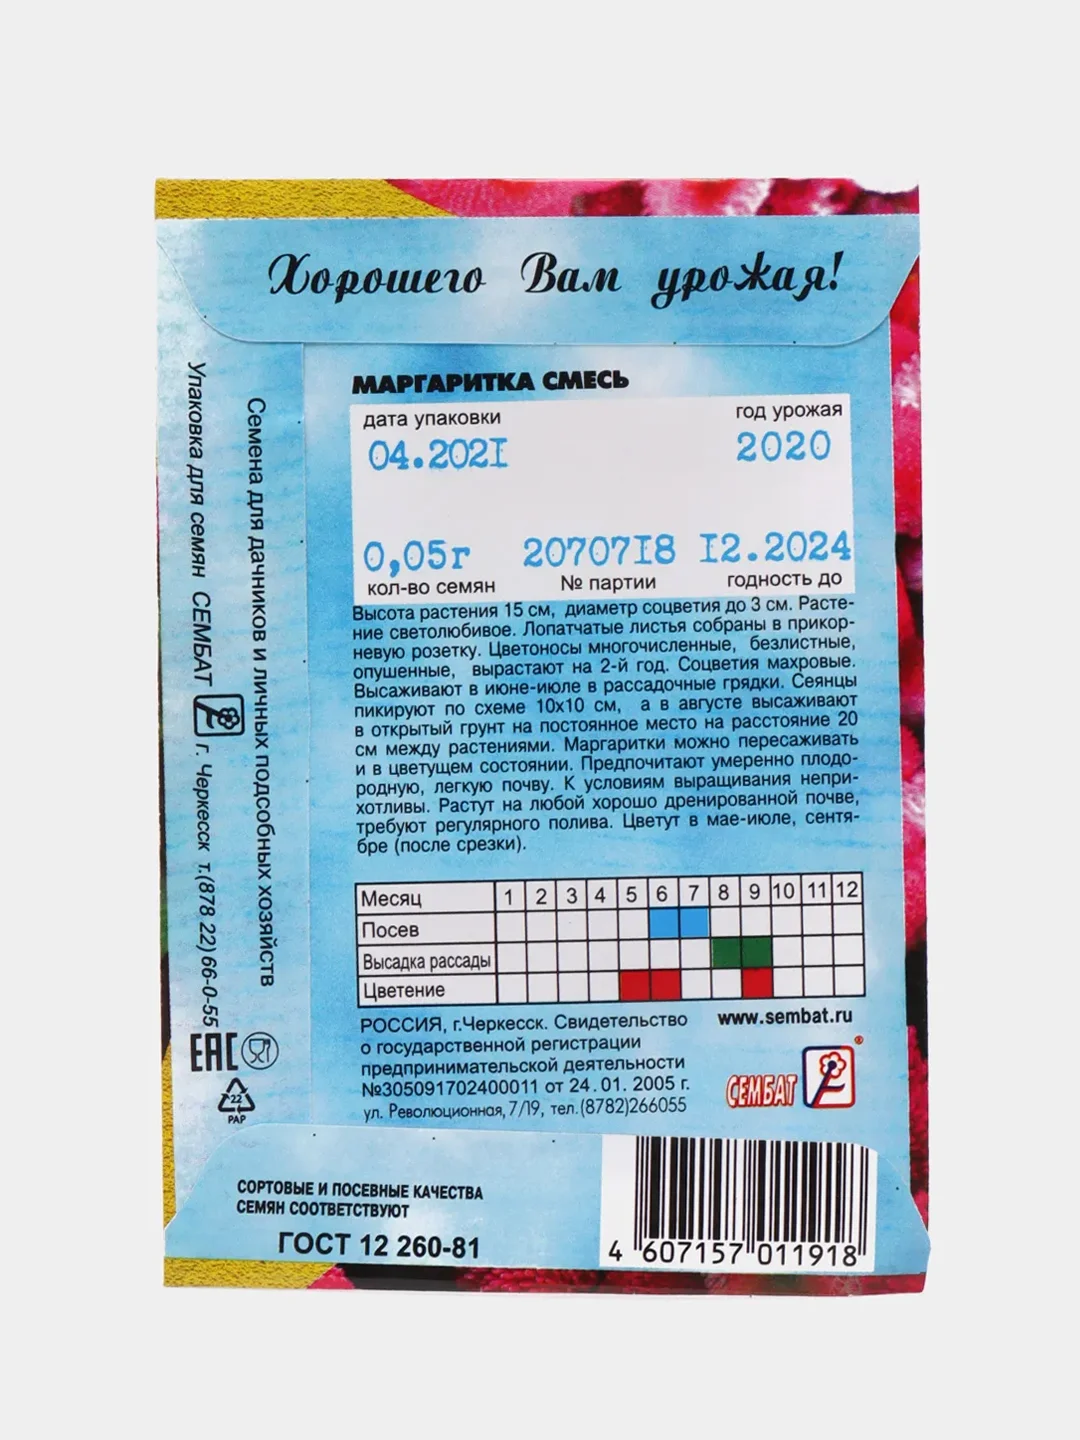 Хорошего Вам урожая!
МАРГАРИТКА СМЕСЬ
дата упаковки
год урожая
04.2021
2020
0,05г 2070718 12.2024
кол-во семян № партии годность до
Высота растения 15 см, диаметр соцветия до 3 см. Расте-
ние светолюбивое. Лопатчатые листья собраны в прикор-
невую розетку. Цветоносы многочисленные, безлистные,
опушенные, вырастают на 2-й год. Соцветия махровые.
Высаживают в июне-июле в рассадочные грядки. Сеянцы
пикируют по схеме 10х10 см, а в августе высаживают
в открытый грунт на постоянное место на расстояние 20
см между растениями. Маргаритки можно пересаживать
и в цветущем состоянии. Предпочитают умеренно плодо-
родную, легкую почву. К условиям выращивания непри-
хотливы. Растут на любой хорошо дренированной почве,
требуют регулярного полива. Цветут в мае-июле, сентя-
бре (после срезки).
Месяц 1 2 3 4 5 6 7 8 9 10 11 12
Посев
Высадка рассады
Цветение
РОССИЯ, г.Черкесск. Свидетельство
о государственной регистрации
предпринимательской деятельности
№305091702400011 от 24.01.2005 г.
ул. Революционная, 7/19, тел.(8782)266055
www.sembat.ru
СЕМБАТ
®
Семена для дачников и личных подсобных хозяйств
Упаковка для семян СЕМБАТ г. Черкесск т.(878 22)66-0-55
EAC
22
PAP
СОРТОВЫЕ И ПОСЕВНЫЕ КАЧЕСТВА
СЕМЯН СООТВЕТСТВУЮТ
ГОСТ 12 260-81
4 607157 011918